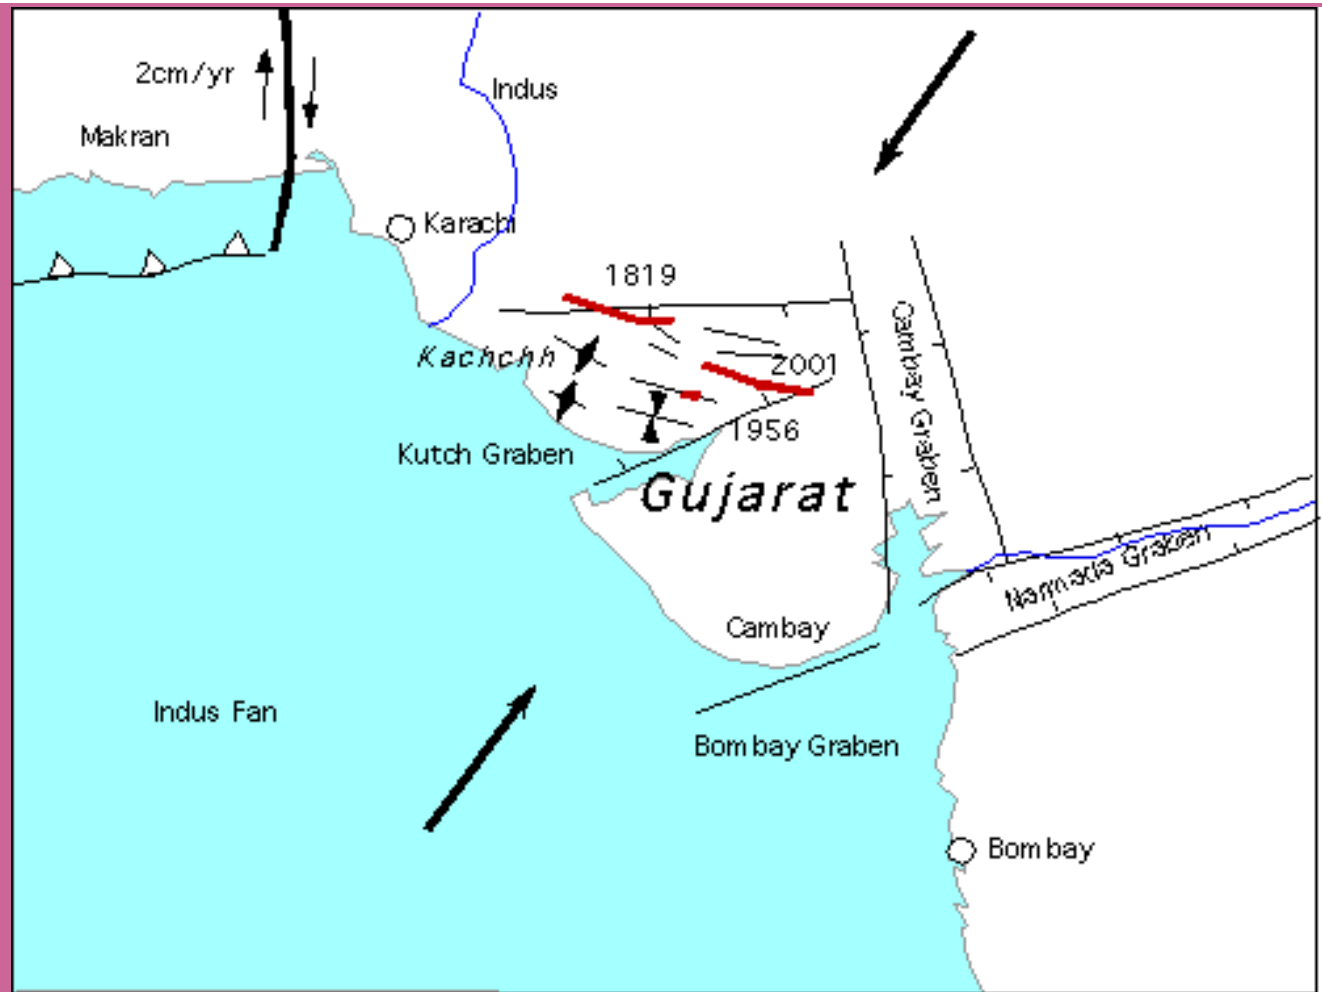 2cm/yr
Indus
Makran
Karachi
1819
Kachchh
2001
Cambay Graben
1956
Kutch Graben
Gujarat
Narmada Graben
Cambay
Indus Fan
Bombay Graben
Bombay